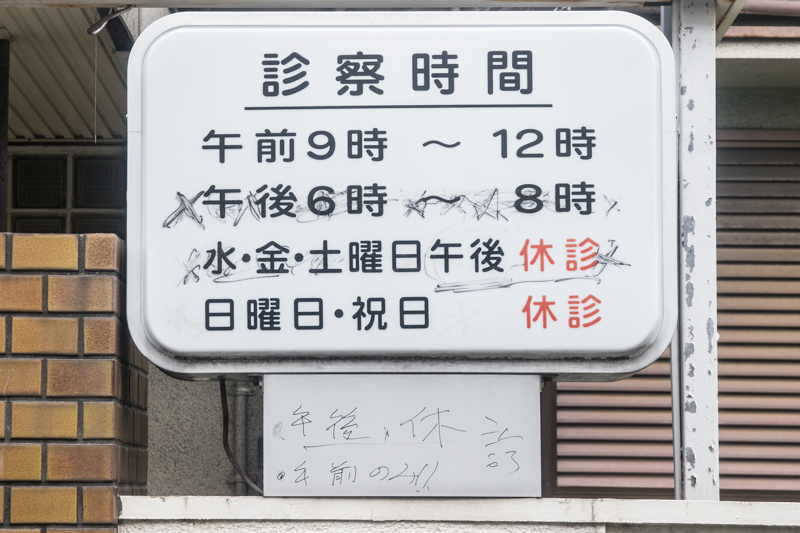 診察時間
午前9時 ～ 12時
午後6時 ～ 8時
水・金・土曜日午後 休診
日曜日・祝日 休診
午後、休診
・午前のみ!!